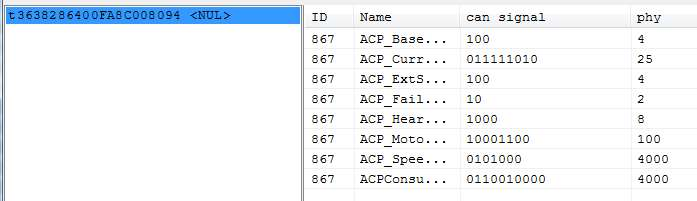 t3638286400FA8C008094 <NUL>
ID Name can signal phy
867 ACP_Base... 100 4
867 ACP_Curr... 011111010 25
867 ACP_ExtS... 100 4
867 ACP_Fail... 10 2
867 ACP_Hear... 1000 8
867 ACP_Moto... 10001100 100
867 ACP_Spee... 0101000 4000
867 ACPConsu... 0110010000 4000